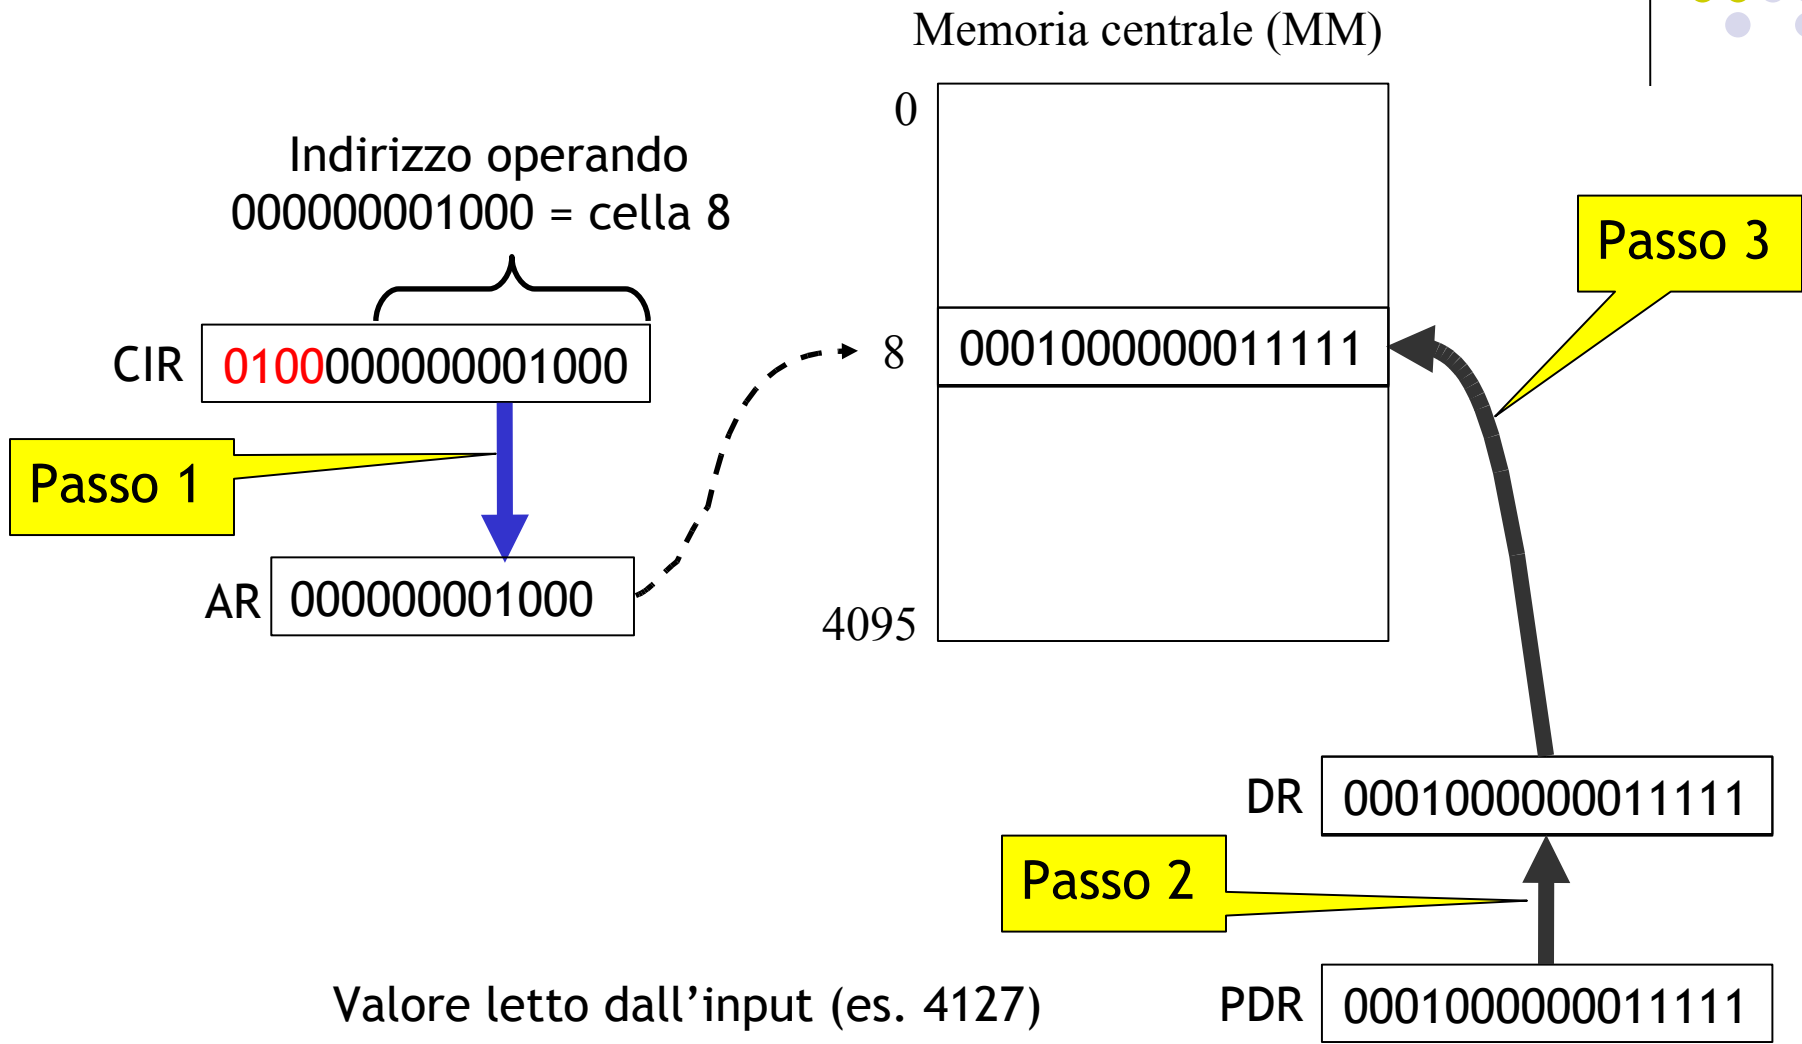 Memoria centrale (MM)
0
Indirizzo operando
000000001000 = cella 8
Passo 3
CIR 0100000000001000
8 0001000000011111
Passo 1
AR 000000001000
4095
DR 0001000000011111
Passo 2
Valore letto dall’input (es. 4127)
PDR 0001000000011111